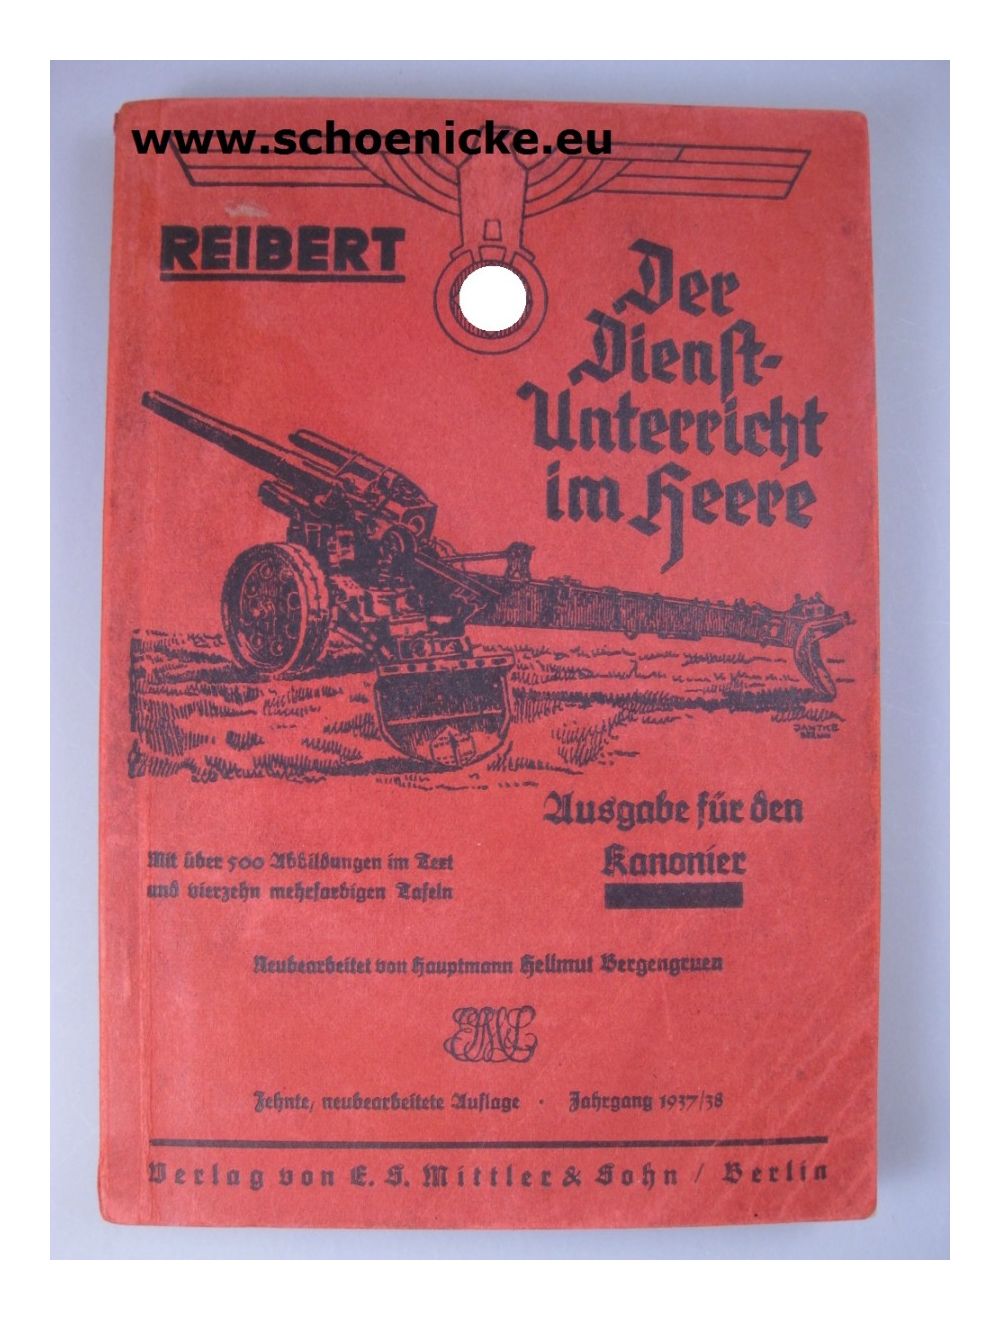 www.schoenicke.eu
REIBERT
Der
Dienst-
Unterricht
im Heere
JANTKE
BERLIN
Ausgabe für den
Kanonier
Mit über 500 Abbildungen im Text
und vierzehn mehrfarbigen Tafeln
Neubearbeitet von Hauptmann Hellmut Bergengruen
Zehnte, neubearbeitete Auflage · Jahrgang 1937/38
Verlag von E. S. Mittler & Sohn / Berlin